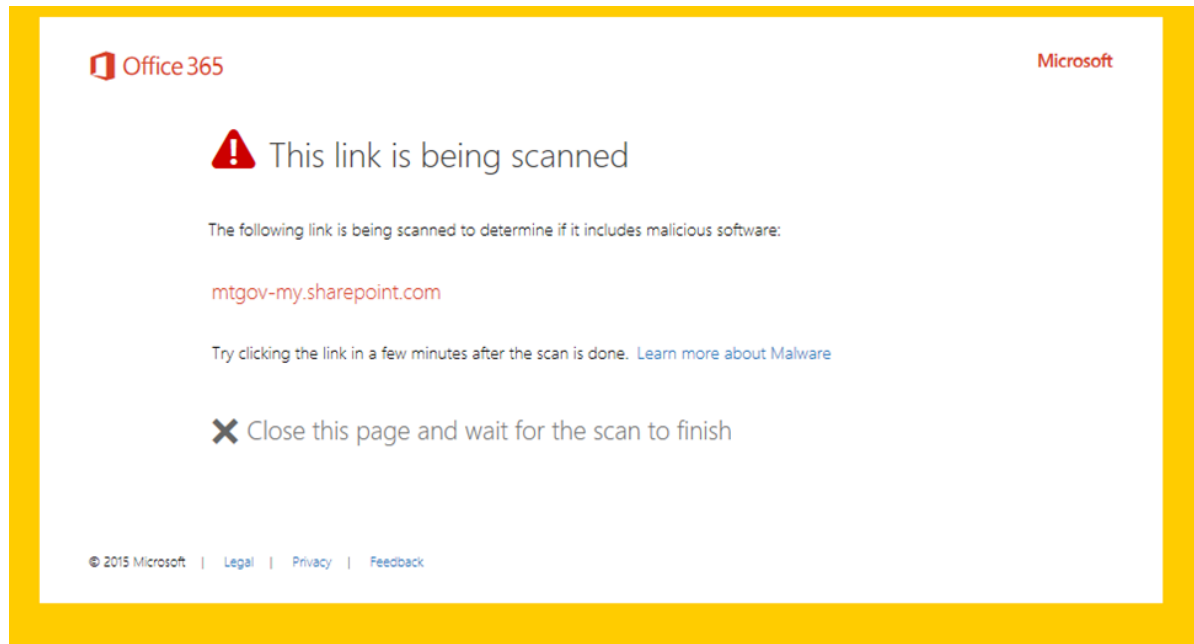 Office 365
Microsoft
This link is being scanned
The following link is being scanned to determine if it includes malicious software:
mtgov-my.sharepoint.com
Try clicking the link in a few minutes after the scan is done. Learn more about Malware
Close this page and wait for the scan to finish
© 2015 Microsoft | Legal | Privacy | Feedback